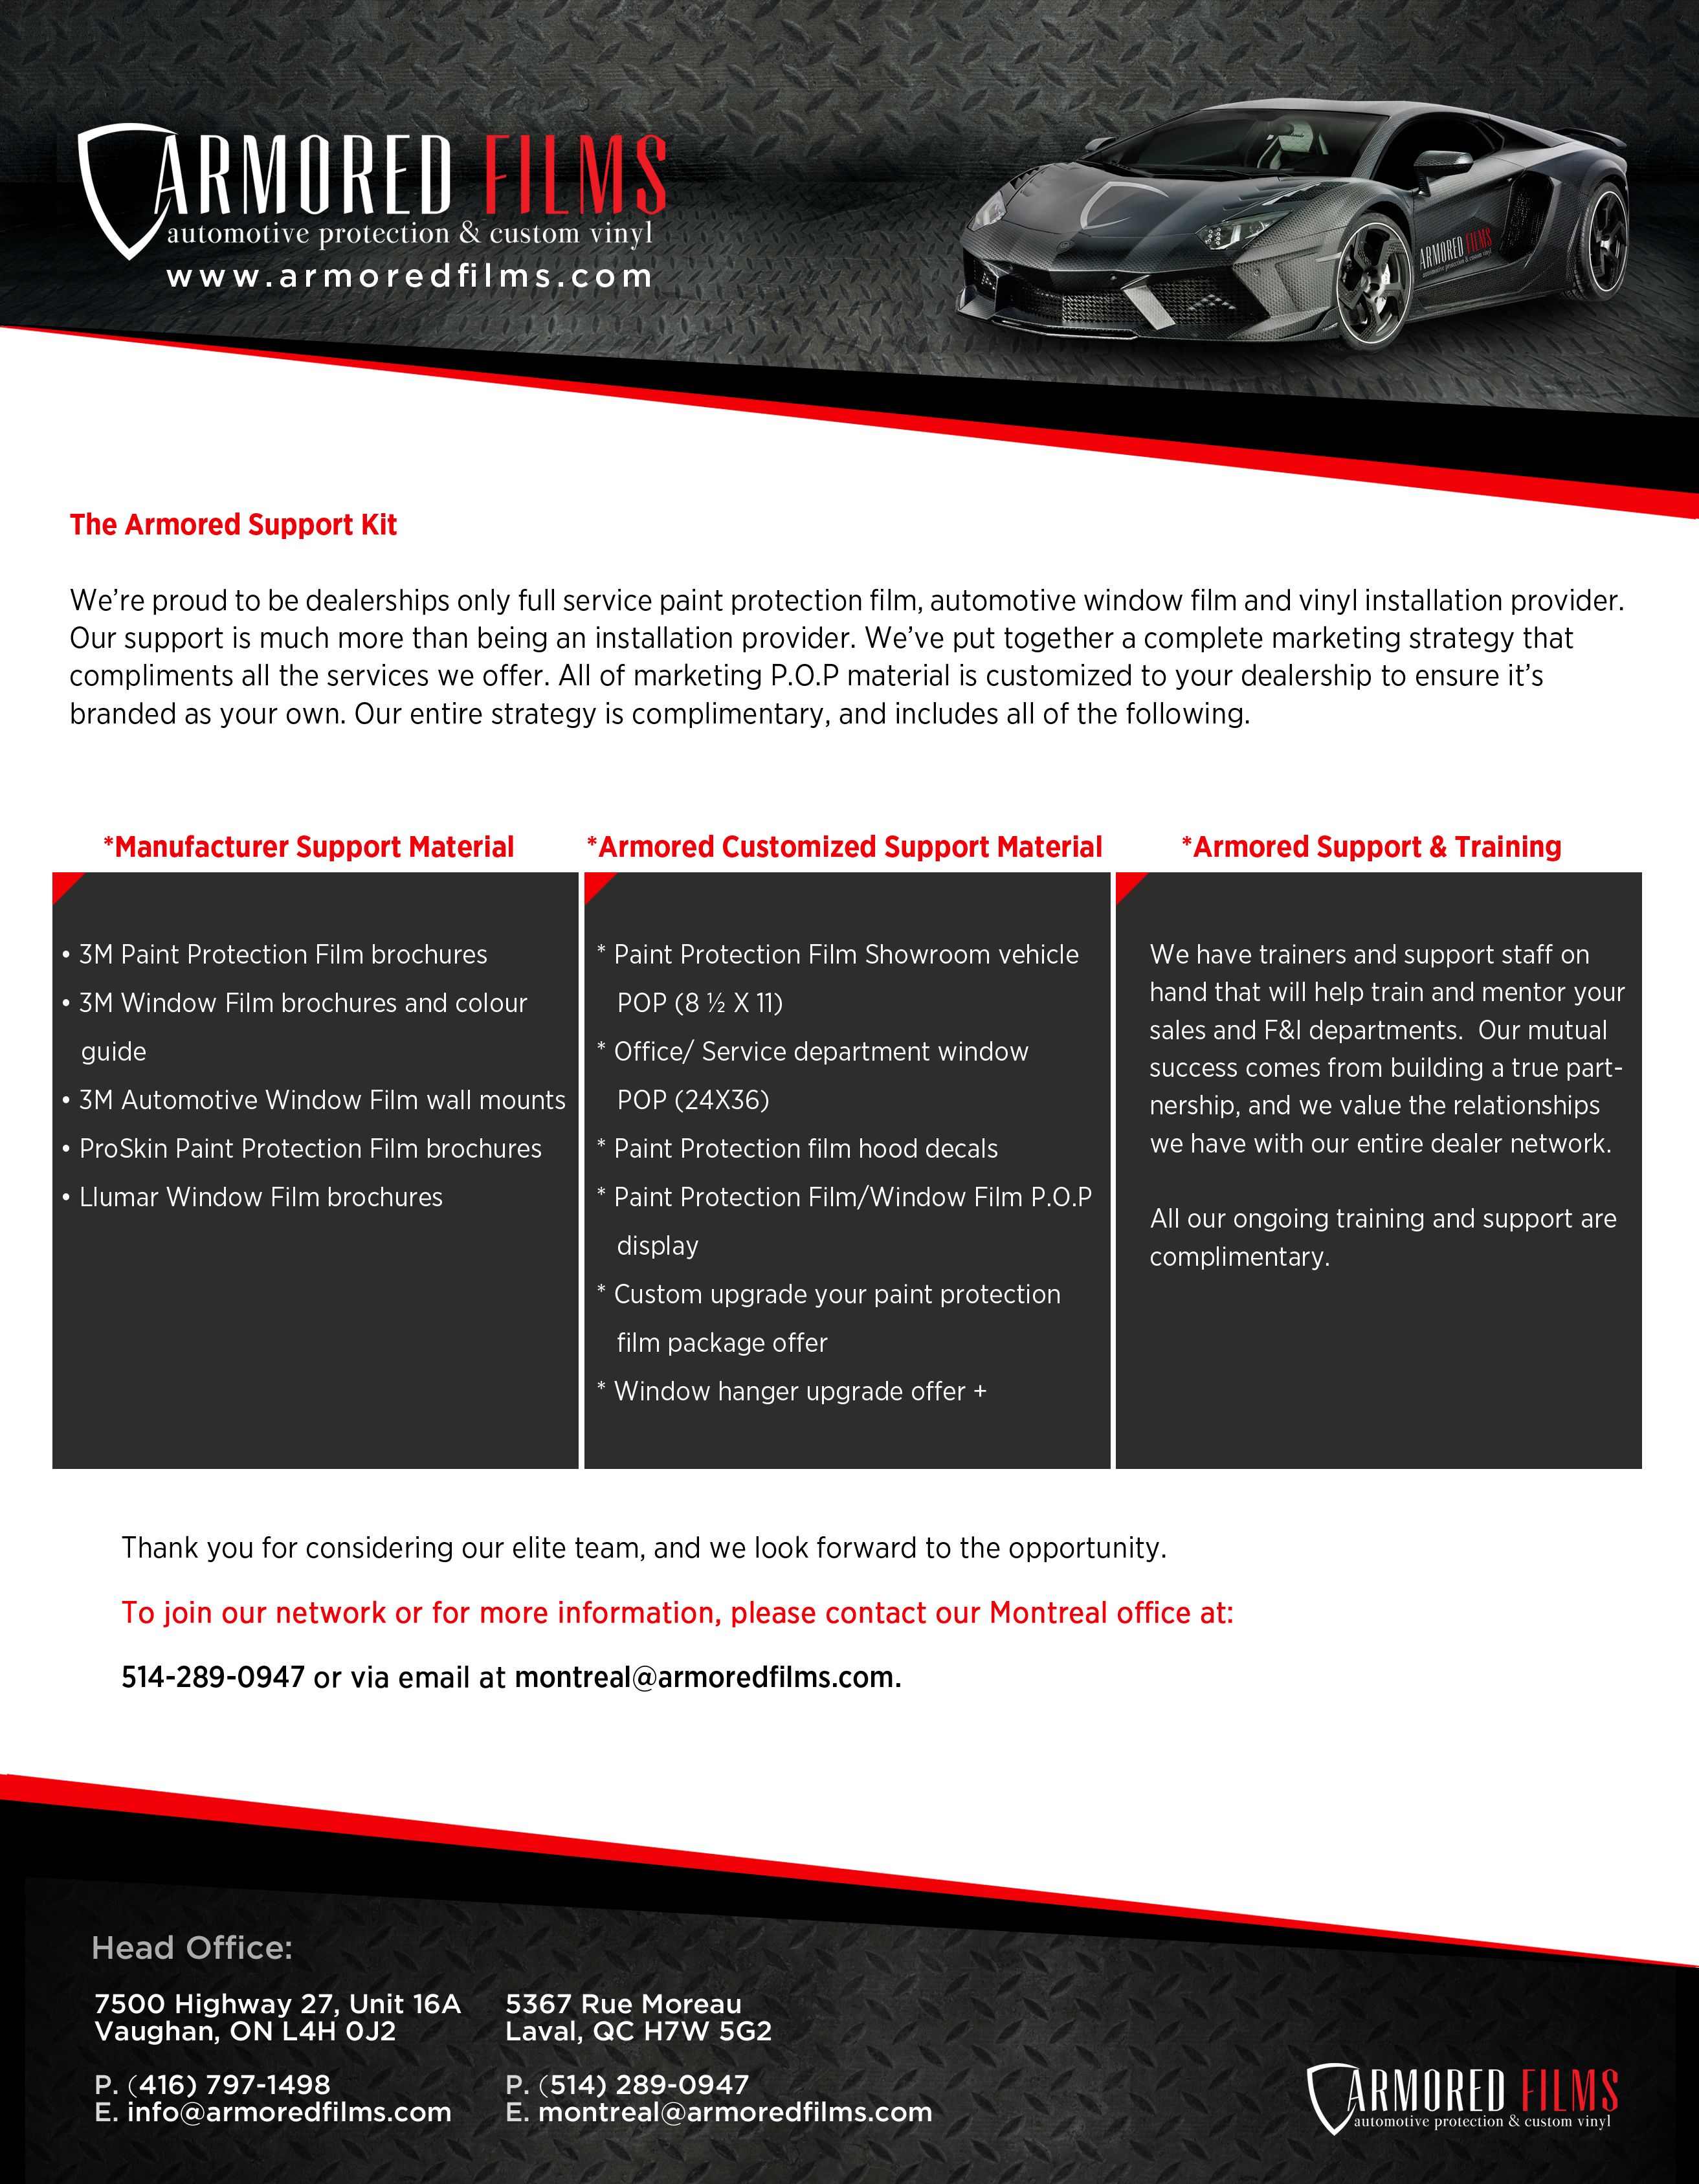 ARMORED FILMS
automotive protection & custom vinyl
www.armoredfilms.com
ARMORED FILMS
automotive protection & custom vinyl
The Armored Support Kit
We’re proud to be dealerships only full service paint protection film, automotive window film and vinyl installation provider.
Our support is much more than being an installation provider. We’ve put together a complete marketing strategy that
compliments all the services we offer. All of marketing P.O.P material is customized to your dealership to ensure it’s
branded as your own. Our entire strategy is complimentary, and includes all of the following.
*Manufacturer Support Material
• 3M Paint Protection Film brochures
• 3M Window Film brochures and colour
guide
• 3M Automotive Window Film wall mounts
• ProSkin Paint Protection Film brochures
• Llumar Window Film brochures
*Armored Customized Support Material
* Paint Protection Film Showroom vehicle
POP (8 ½ X 11)
* Office/ Service department window
POP (24X36)
* Paint Protection film hood decals
* Paint Protection Film/Window Film P.O.P
display
* Custom upgrade your paint protection
film package offer
* Window hanger upgrade offer +
*Armored Support & Training
We have trainers and support staff on
hand that will help train and mentor your
sales and F&I departments.  Our mutual
success comes from building a true part-
nership, and we value the relationships
we have with our entire dealer network.
All our ongoing training and support are
complimentary.
Thank you for considering our elite team, and we look forward to the opportunity.
To join our network or for more information, please contact our Montreal office at:
514-289-0947 or via email at montreal@armoredfilms.com.
Head Office:
7500 Highway 27, Unit 16A
Vaughan, ON L4H 0J2
P. (416) 797-1498
E. info@armoredfilms.com
5367 Rue Moreau
Laval, QC H7W 5G2
P. (514) 289-0947
E. montreal@armoredfilms.com
ARMORED FILMS
automotive protection & custom vinyl